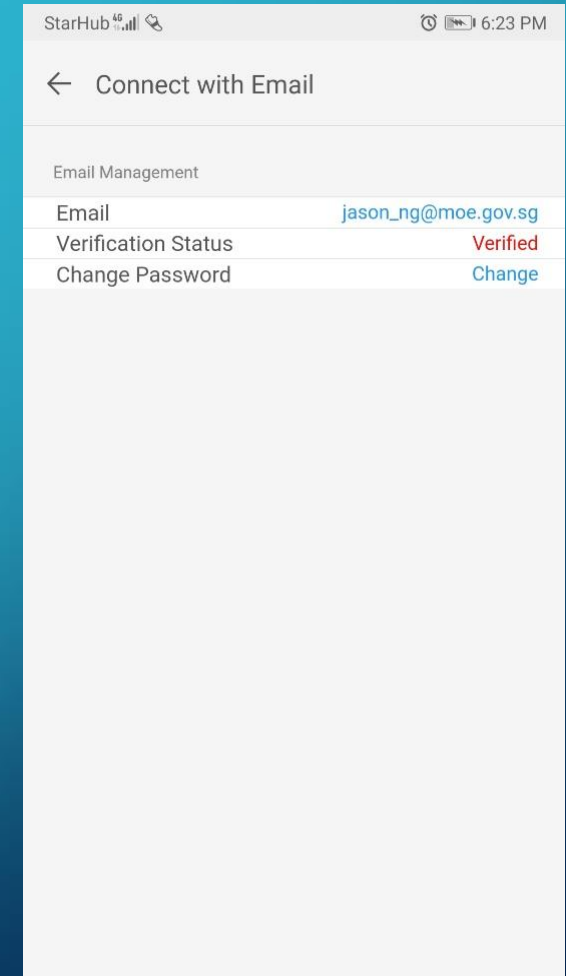 StarHub 4G 6:23 PM
Connect with Email
Email Management
Email jason_ng@moe.gov.sg
Verification Status Verified
Change Password Change